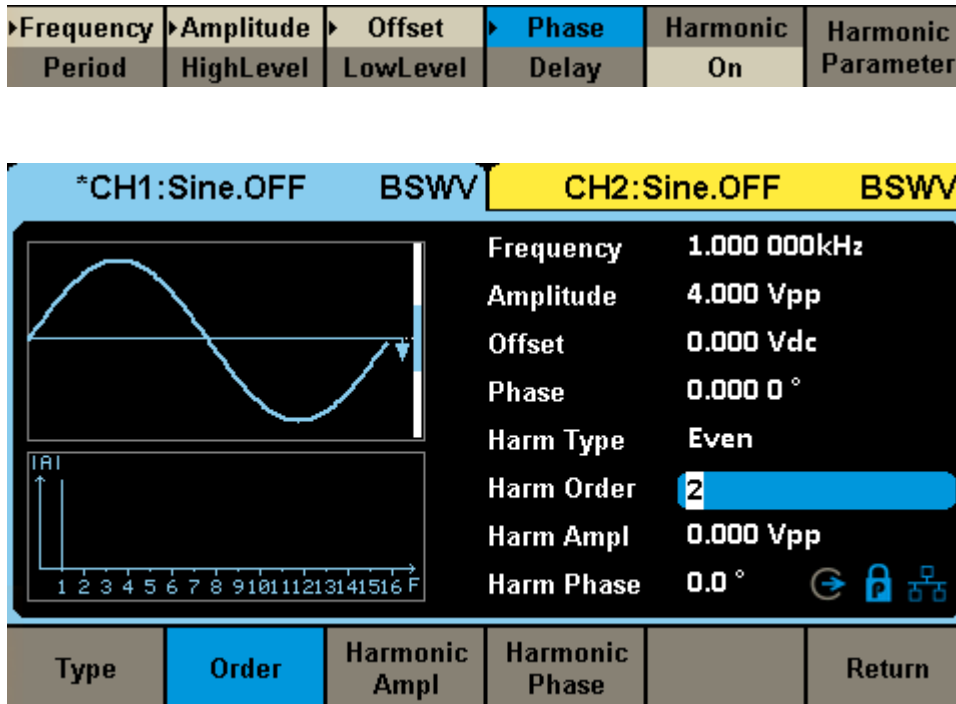 Frequency Amplitude Offset Phase Harmonic Harmonic Parameter
Period HighLevel LowLevel Delay On
*CH1:Sine.OFF BSWV CH2:Sine.OFF BSWV
Frequency 1.000 000kHz
Amplitude 4.000 Vpp
Offset 0.000 Vdc
Phase 0.000 0 °
Harm Type Even
Harm Order 2
Harm Ampl 0.000 Vpp
Harm Phase 0.0 °
|A|
1 2 3 4 5 6 7 8 9 10 11 12 13 14 15 16 F
P
Type Order Harmonic Ampl Harmonic Phase Return